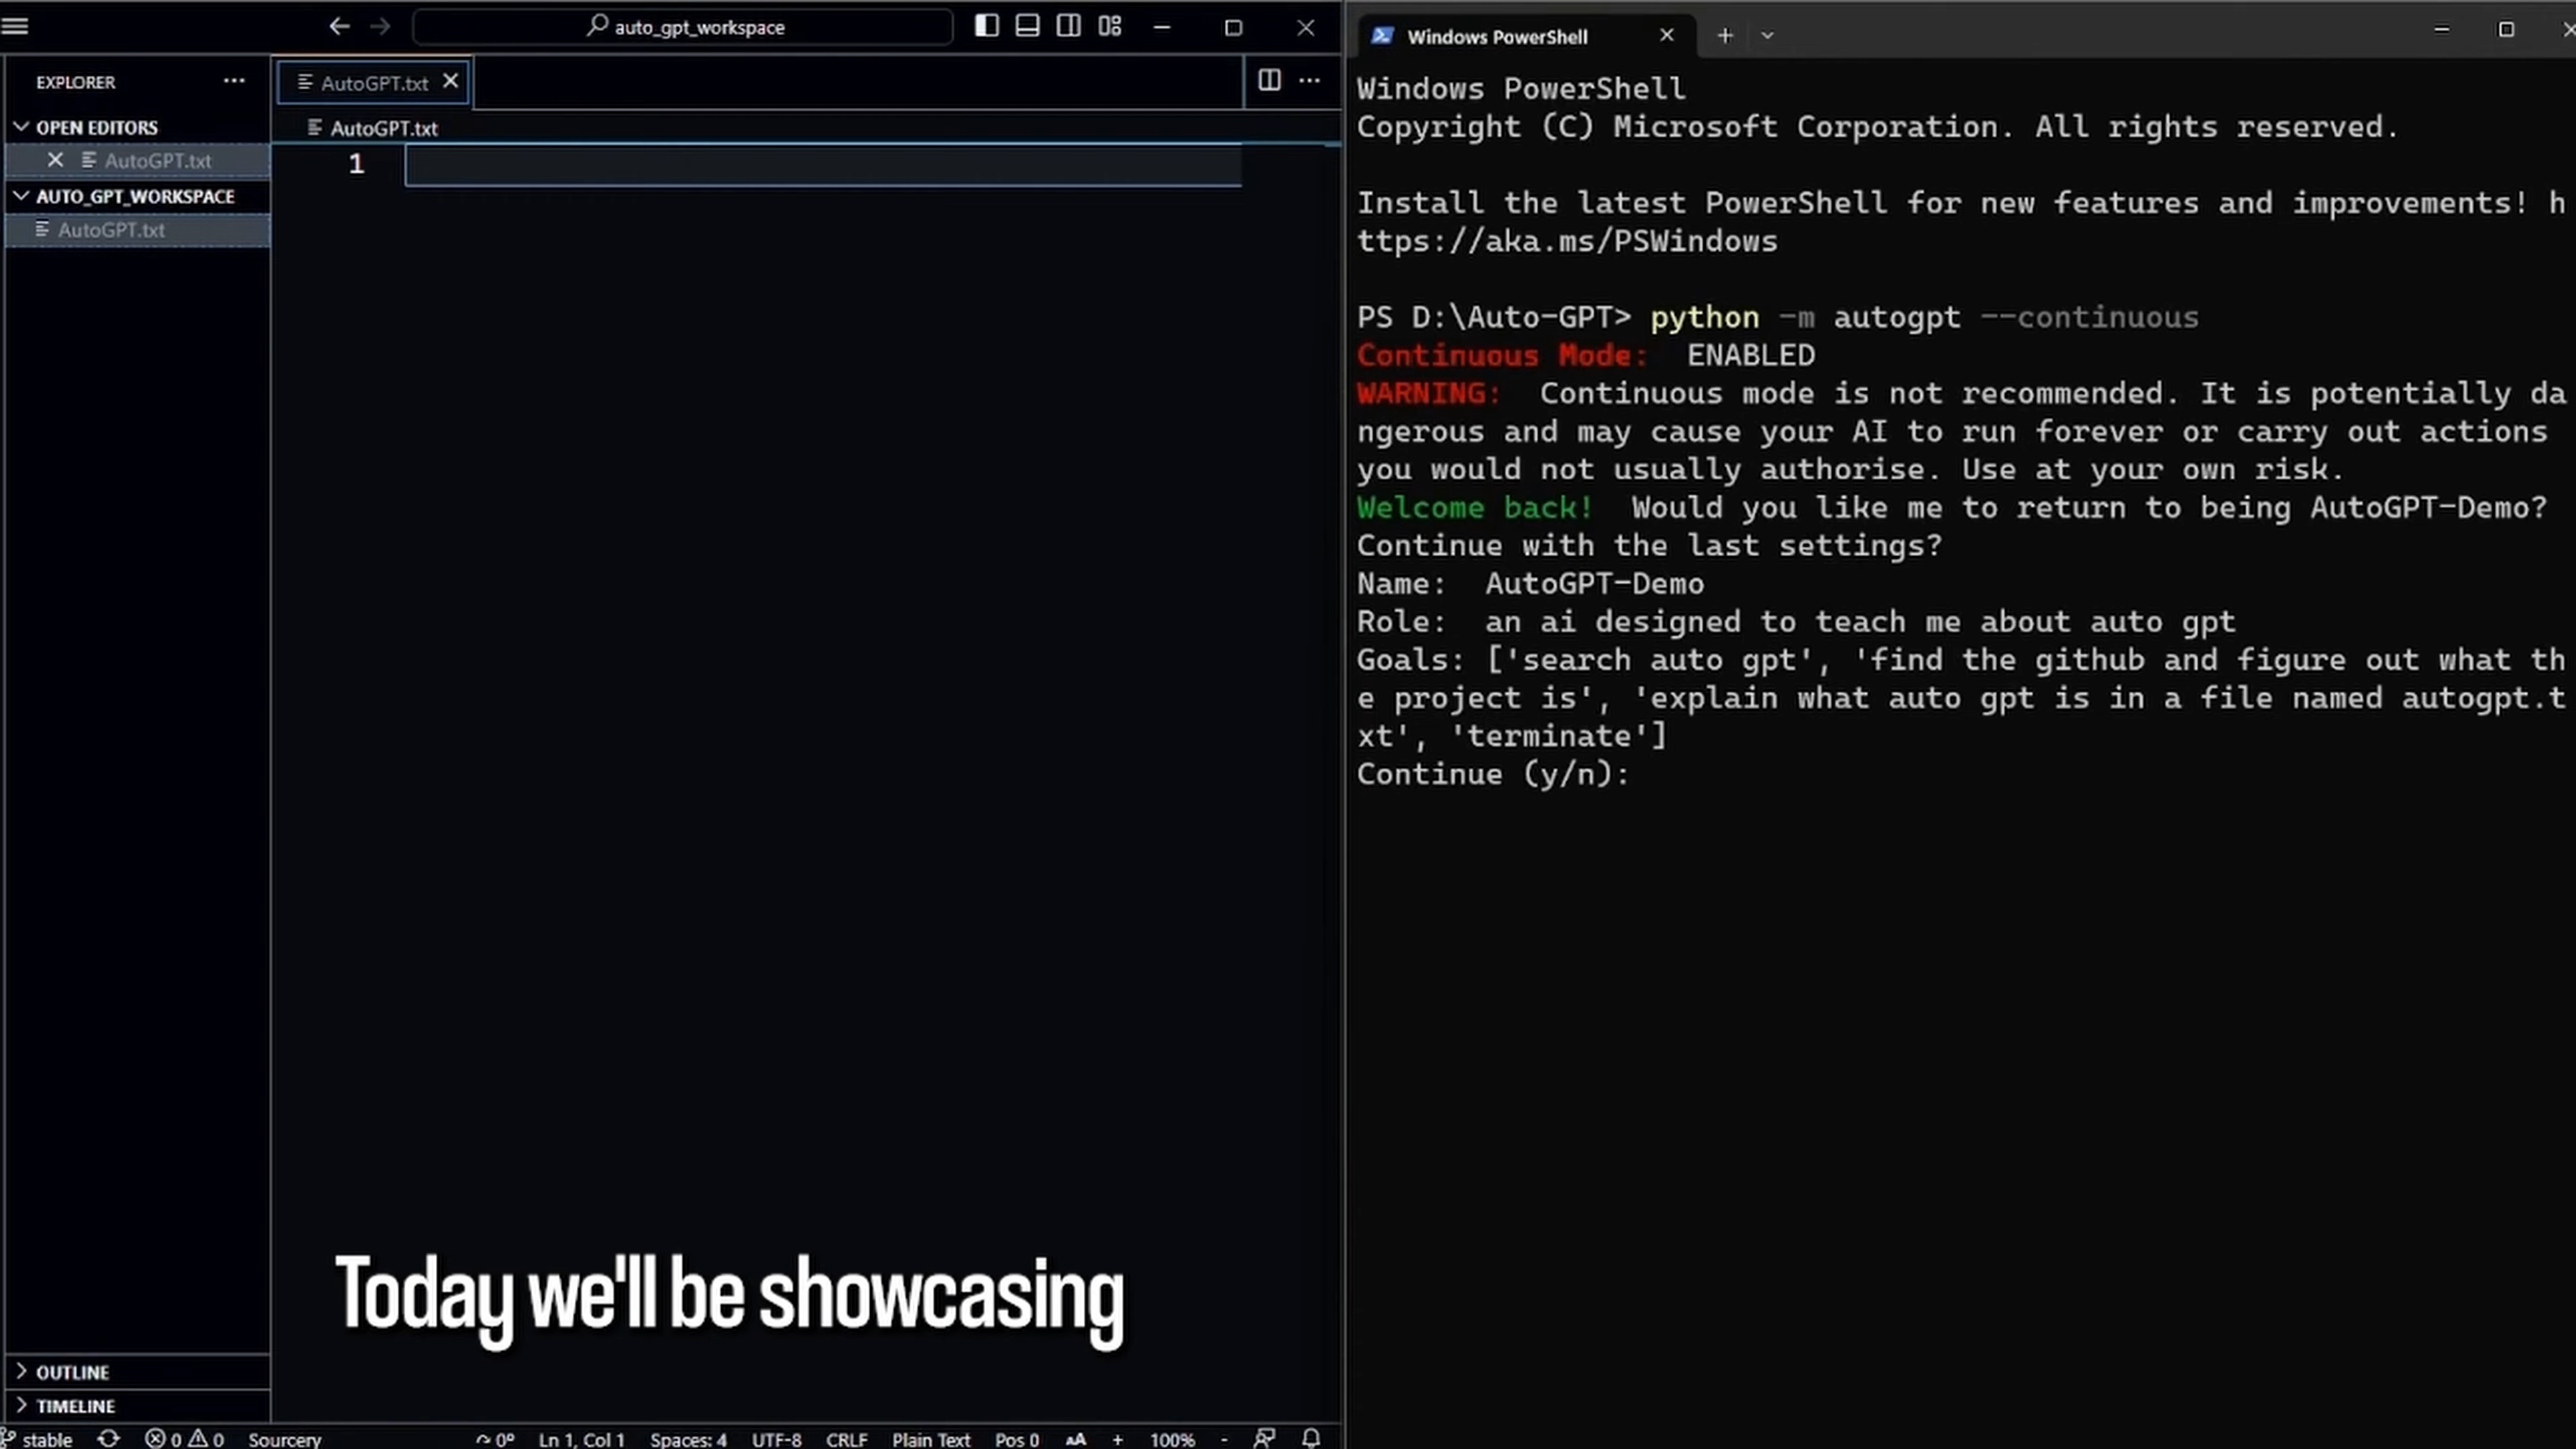 auto_gpt_workspace
EXPLORER
OPEN EDITORS
AutoGPT.txt
AUTO_GPT_WORKSPACE
AutoGPT.txt
OUTLINE
TIMELINE
AutoGPT.txt
AutoGPT.txt
1
Today we'll be showcasing
stable 0 0 Sourcery 0° Ln 1, Col 1 Spaces: 4 UTF-8 CRLF Plain Text Pos 0 AA + 100% -
Windows PowerShell
Windows PowerShell
Copyright (C) Microsoft Corporation. All rights reserved.
Install the latest PowerShell for new features and improvements! h
ttps://aka.ms/PSWindows
PS D:\Auto-GPT> python -m autogpt --continuous
Continuous Mode:  ENABLED
WARNING:  Continuous mode is not recommended. It is potentially da
ngerous and may cause your AI to run forever or carry out actions
you would not usually authorise. Use at your own risk.
Welcome back!  Would you like me to return to being AutoGPT-Demo?
Continue with the last settings?
Name:  AutoGPT-Demo
Role:  an ai designed to teach me about auto gpt
Goals: ['search auto gpt', 'find the github and figure out what th
e project is', 'explain what auto gpt is in a file named autogpt.t
xt', 'terminate']
Continue (y/n):